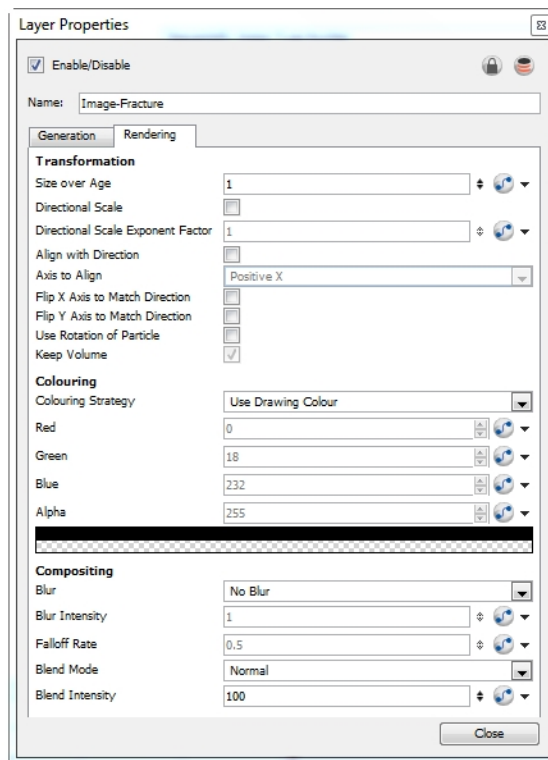 Layer Properties
Enable/Disable
Name: Image-Fracture
Generation Rendering
Transformation
Size over Age 1
Directional Scale
Directional Scale Exponent Factor 1
Align with Direction
Axis to Align Positive X
Flip X Axis to Match Direction
Flip Y Axis to Match Direction
Use Rotation of Particle
Keep Volume
Colouring
Colouring Strategy Use Drawing Colour
Red 0
Green 18
Blue 232
Alpha 255
Compositing
Blur No Blur
Blur Intensity 1
Falloff Rate 0.5
Blend Mode Normal
Blend Intensity 100
Close